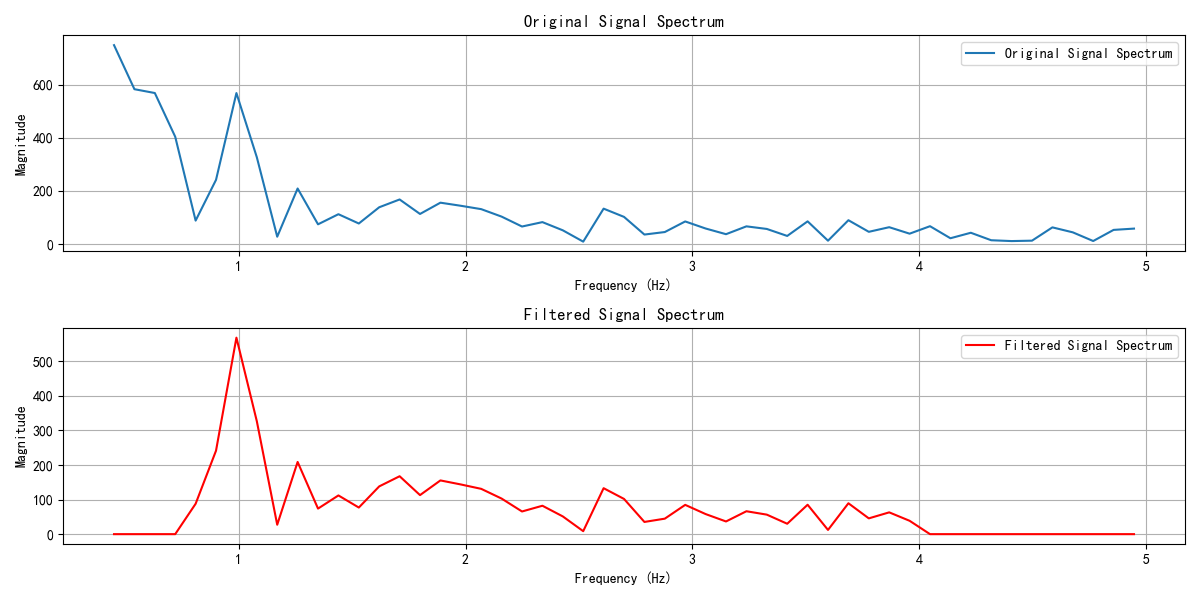 Original Signal Spectrum
Original Signal Spectrum
Magnitude
600
400
200
0
1 2 3 4 5
Frequency (Hz)
Filtered Signal Spectrum
Filtered Signal Spectrum
Magnitude
500
400
300
200
100
0
1 2 3 4 5
Frequency (Hz)